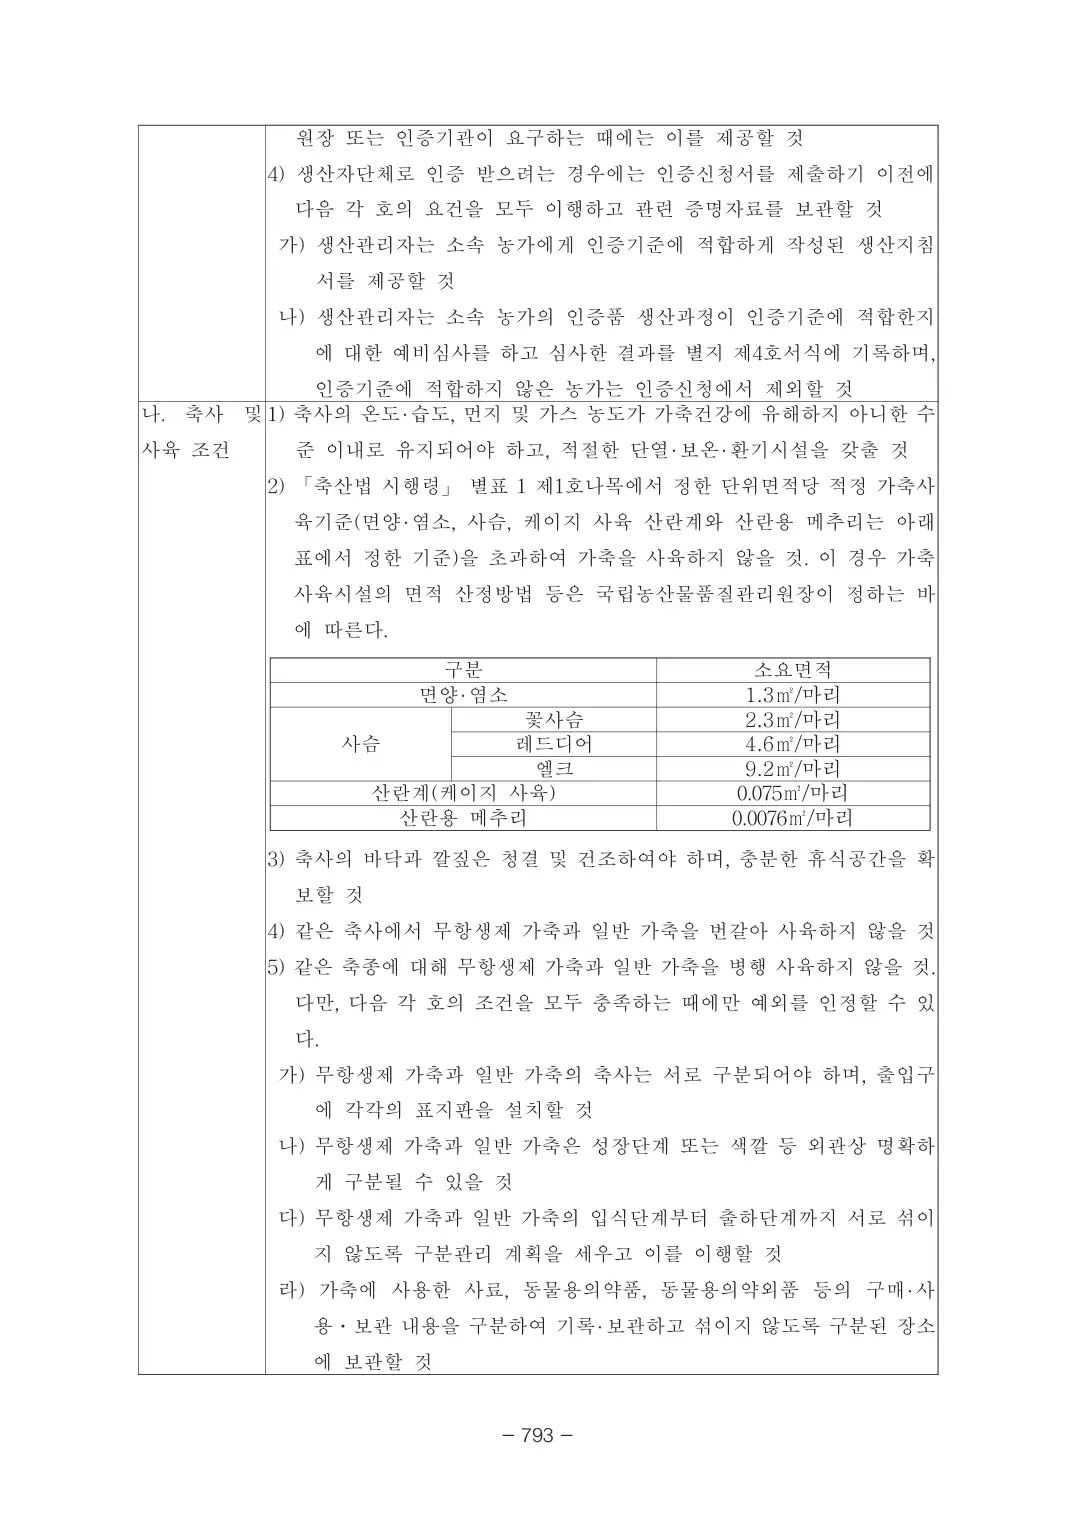 원장 또는 인증기관이 요구하는 때에는 이를 제공할 것
4) 생산자단체로 인증 받으려는 경우에는 인증신청서를 제출하기 이전에
다음 각 호의 요건을 모두 이행하고 관련 증명자료를 보관할 것
가) 생산관리자는 소속 농가에게 인증기준에 적합하게 작성된 생산지침
서를 제공할 것
나) 생산관리자는 소속 농가의 인증품 생산과정이 인증기준에 적합한지
에 대한 예비심사를 하고 심사한 결과를 별지 제4호서식에 기록하며,
인증기준에 적합하지 않은 농가는 인증신청에서 제외할 것
나. 축사 및
사육 조건
1) 축사의 온도·습도, 먼지 및 가스 농도가 가축건강에 유해하지 아니한 수
준 이내로 유지되어야 하고, 적절한 단열·보온·환기시설을 갖출 것
2) 「축산법 시행령」 별표 1 제1호나목에서 정한 단위면적당 적정 가축사
육기준(면양·염소, 사슴, 케이지 사육 산란계와 산란용 메추리는 아래
표에서 정한 기준)을 초과하여 가축을 사육하지 않을 것. 이 경우 가축
사육시설의 면적 산정방법 등은 국립농산물품질관리원장이 정하는 바
에 따른다.
구분 소요면적
면양·염소 1.3㎡/마리
사슴 꽃사슴 2.3㎡/마리
레드디어 4.6㎡/마리
엘크 9.2㎡/마리
산란계(케이지 사육) 0.075㎡/마리
산란용 메추리 0.0076㎡/마리
3) 축사의 바닥과 깔짚은 청결 및 건조하여야 하며, 충분한 휴식공간을 확
보할 것
4) 같은 축사에서 무항생제 가축과 일반 가축을 번갈아 사육하지 않을 것
5) 같은 축종에 대해 무항생제 가축과 일반 가축을 병행 사육하지 않을 것.
다만, 다음 각 호의 조건을 모두 충족하는 때에만 예외를 인정할 수 있
다.
가) 무항생제 가축과 일반 가축의 축사는 서로 구분되어야 하며, 출입구
에 각각의 표지판을 설치할 것
나) 무항생제 가축과 일반 가축은 성장단계 또는 색깔 등 외관상 명확하
게 구분될 수 있을 것
다) 무항생제 가축과 일반 가축의 입식단계부터 출하단계까지 서로 섞이
지 않도록 구분관리 계획을 세우고 이를 이행할 것
라) 가축에 사용한 사료, 동물용의약품, 동물용의약외품 등의 구매·사
용・보관 내용을 구분하여 기록·보관하고 섞이지 않도록 구분된 장소
에 보관할 것
- 793 -